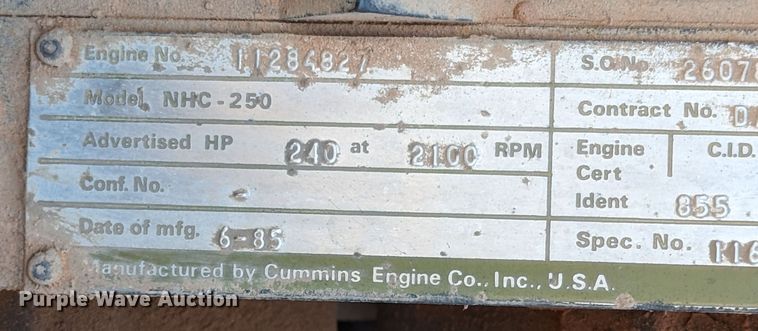 Engine No. 11284827
S.O.No. 2607
Model NHC-250
Contract No. D
Advertised HP 240 at 2100 RPM
Engine Cert Ident 855
C.I.D.
Conf. No. -
Date of mfg. 6-85
Spec. No. 116
Manufactured by Cummins Engine Co., Inc., U.S.A.
Purple Wave Auction